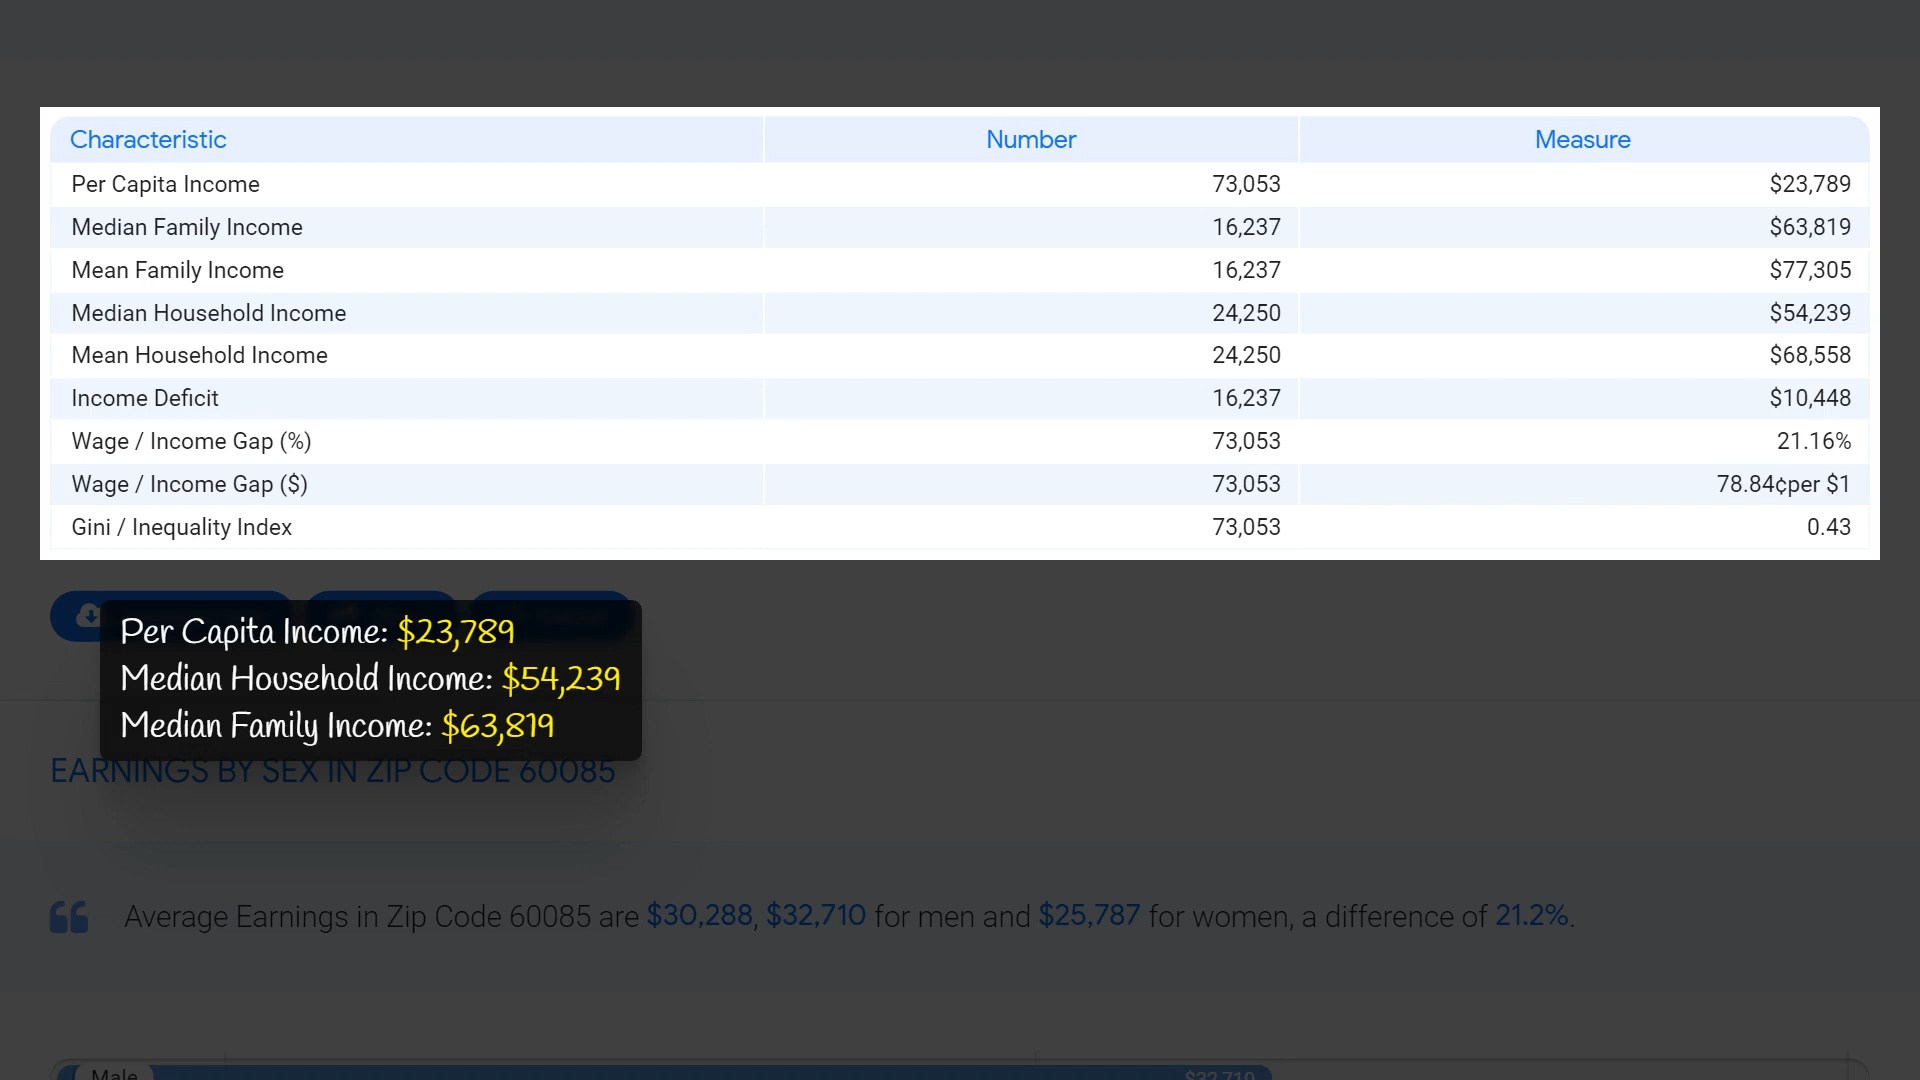 Characteristic Number Measure
Per Capita Income 73,053 $23,789
Median Family Income 16,237 $63,819
Mean Family Income 16,237 $77,305
Median Household Income 24,250 $54,239
Mean Household Income 24,250 $68,558
Income Deficit 16,237 $10,448
Wage / Income Gap (%) 73,053 21.16%
Wage / Income Gap ($) 73,053 78.84¢per $1
Gini / Inequality Index 73,053 0.43
Per Capita Income: $23,789
Median Household Income: $54,239
Median Family Income: $63,819
EARNINGS BY SEX IN ZIP CODE 60085
Average Earnings in Zip Code 60085 are $30,288, $32,710 for men and $25,787 for women, a difference of 21.2%.
Male $32,710